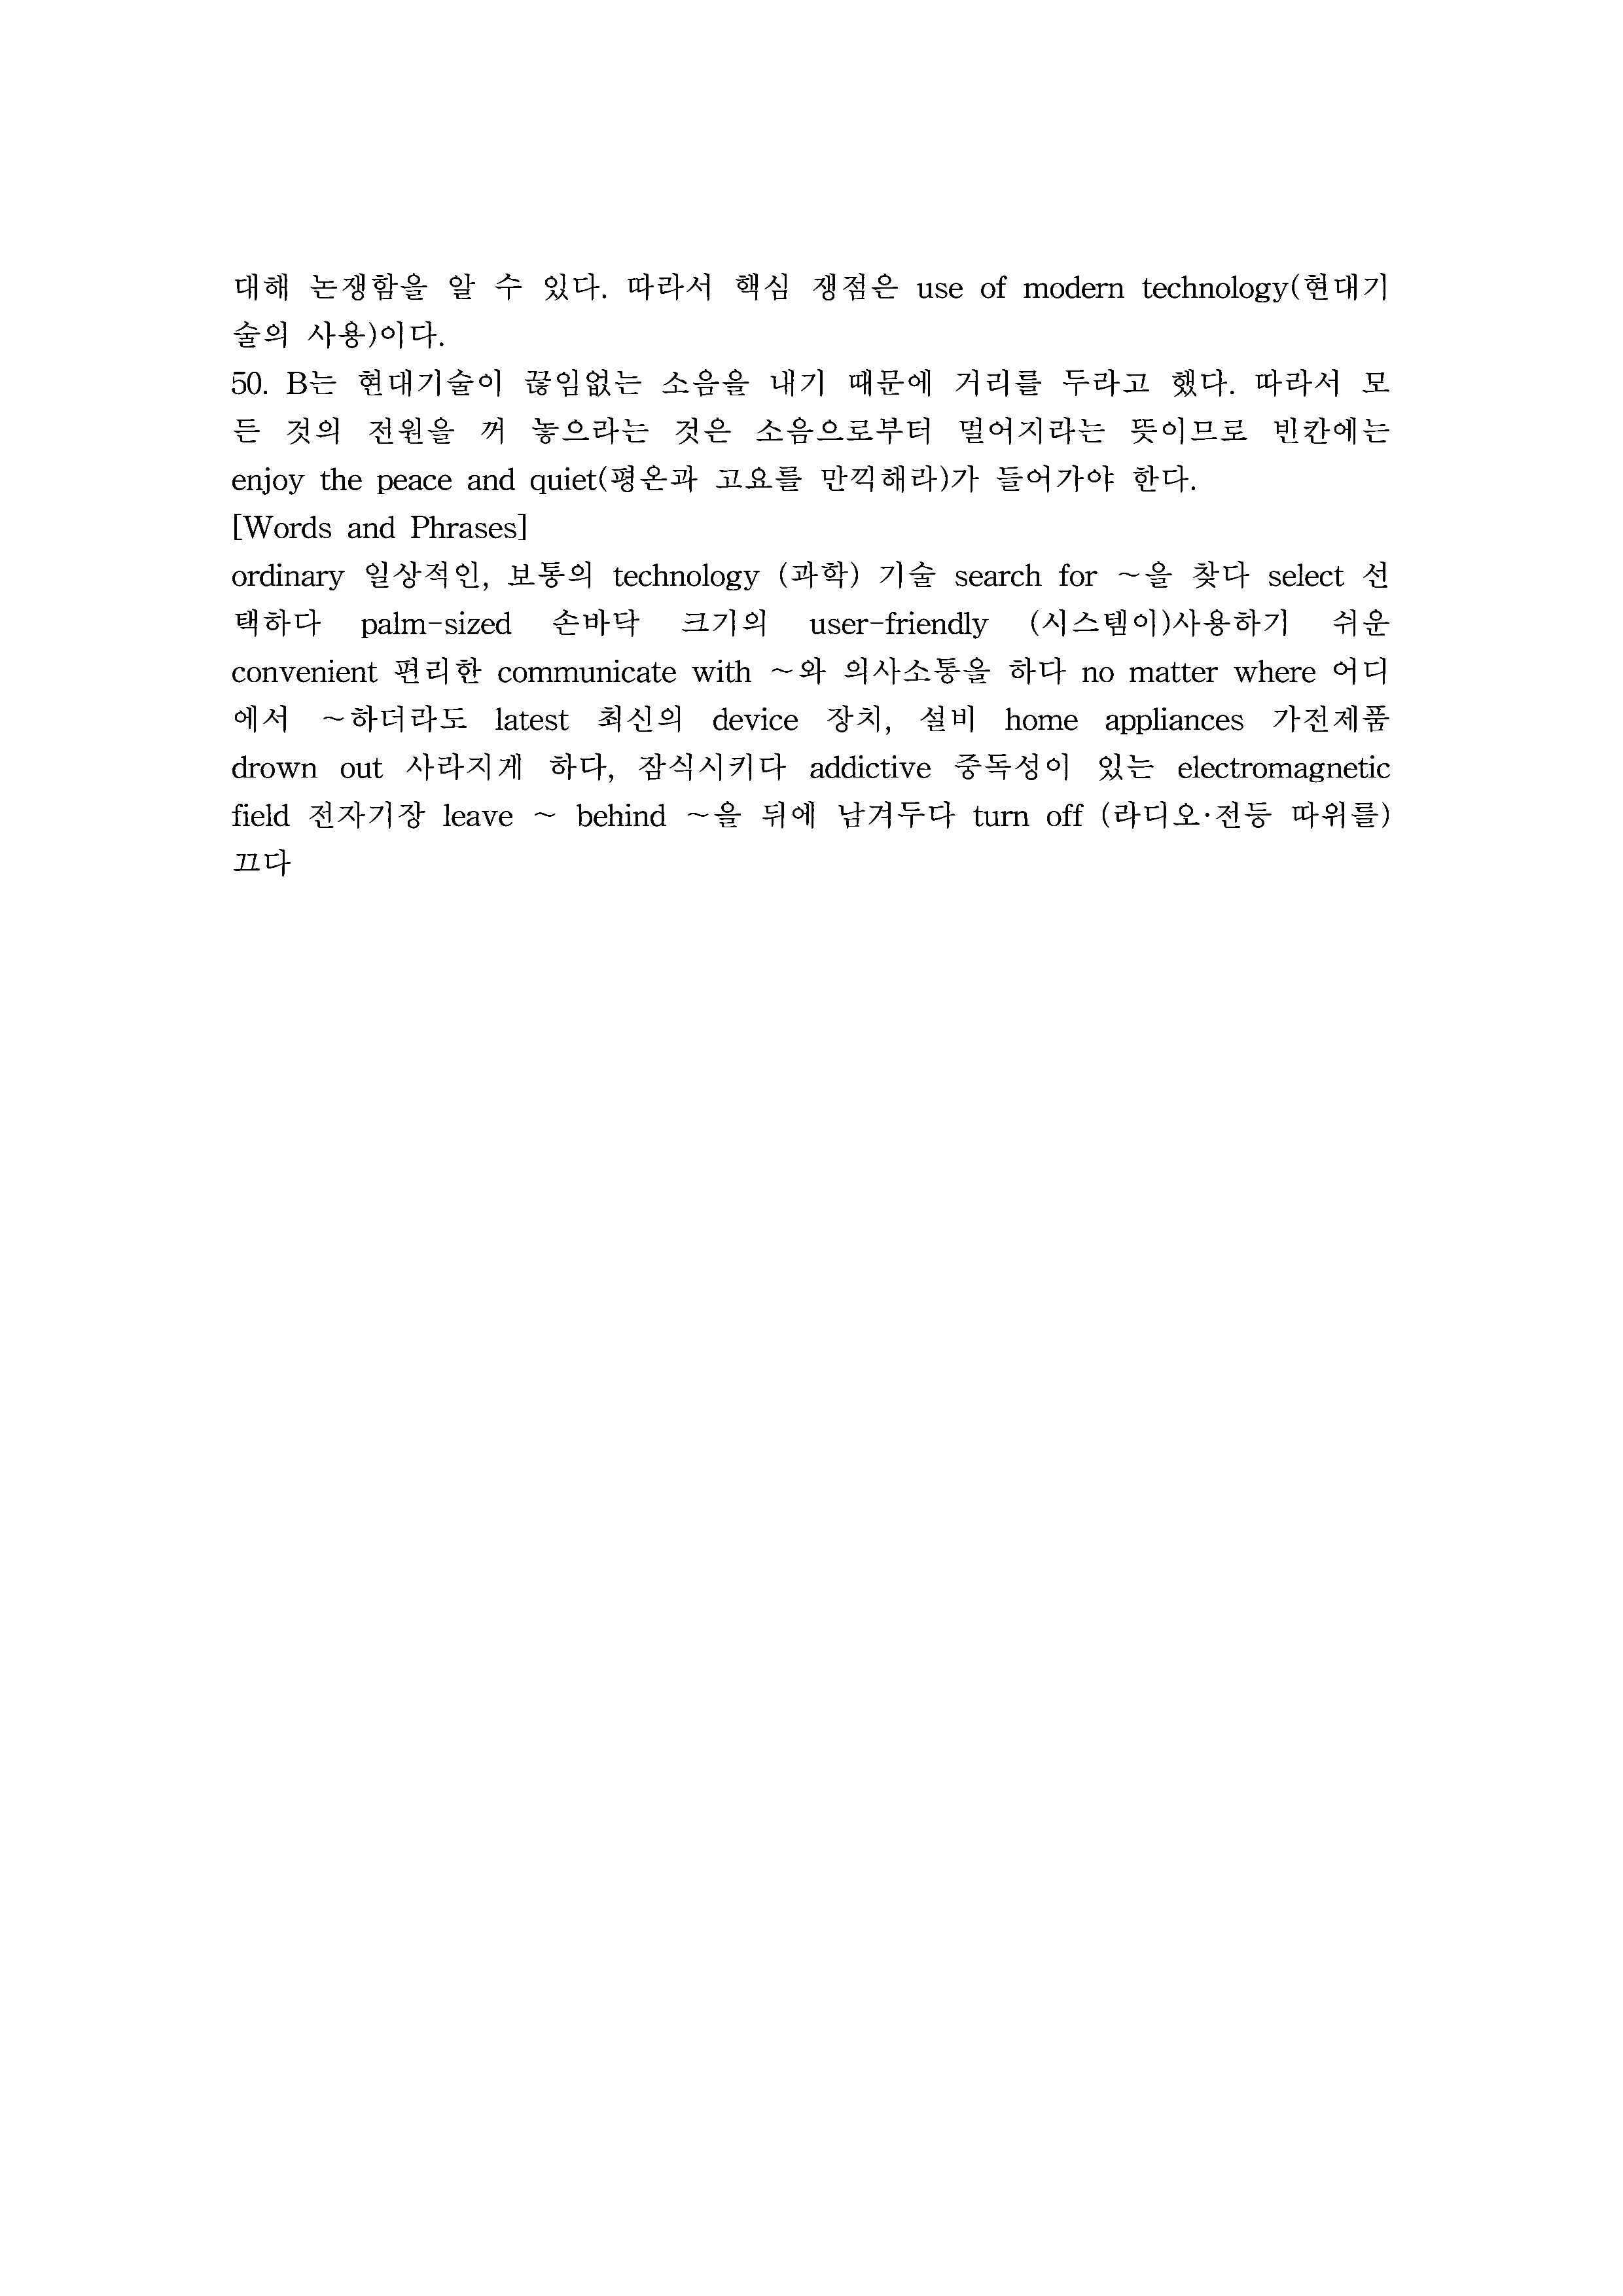 대해 논쟁함을 알 수 있다. 따라서 핵심 쟁점은 use of modern technology(현대기
술의 사용)이다.
50. B는 현대기술이 끊임없는 소음을 내기 때문에 거리를 두라고 했다. 따라서 모
든 것의 전원을 꺼 놓으라는 것은 소음으로부터 멀어지라는 뜻이므로 빈칸에는
enjoy the peace and quiet(평온과 고요를 만끽해라)가 들어가야 한다.
[Words and Phrases]
ordinary 일상적인, 보통의 technology (과학) 기술 search for ~을 찾다 select 선
택하다 palm-sized 손바닥 크기의 user-friendly (시스템이)사용하기 쉬운
convenient 편리한 communicate with ~와 의사소통을 하다 no matter where 어디
에서 ~하더라도 latest 최신의 device 장치, 설비 home appliances 가전제품
drown out 사라지게 하다, 잠식시키다 addictive 중독성이 있는 electromagnetic
field 전자기장 leave ~ behind ~을 뒤에 남겨두다 turn off (라디오·전등 따위를)
끄다